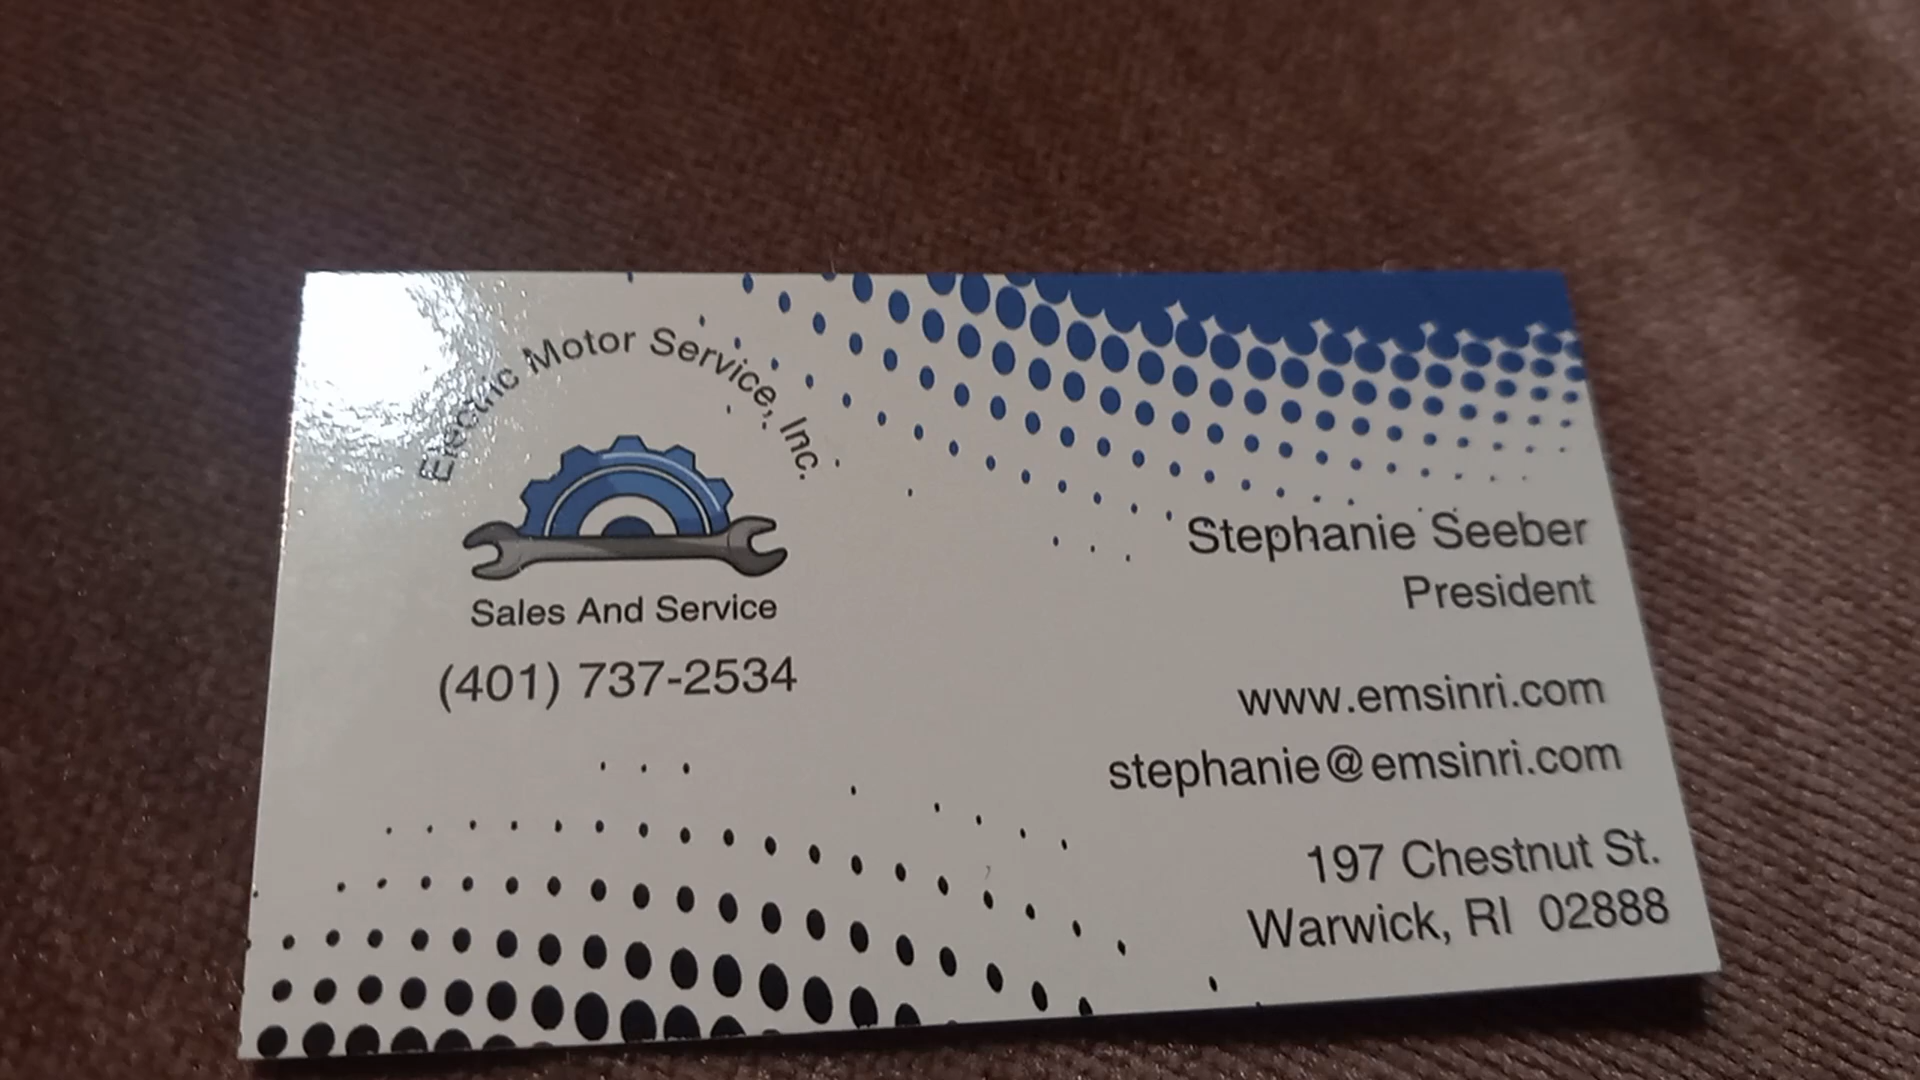 Electric Motor Service, Inc.
Sales And Service
(401) 737-2534
Stephanie Seeber
President
www.emsinri.com
stephanie@emsinri.com
197 Chestnut St.
Warwick, RI 02888